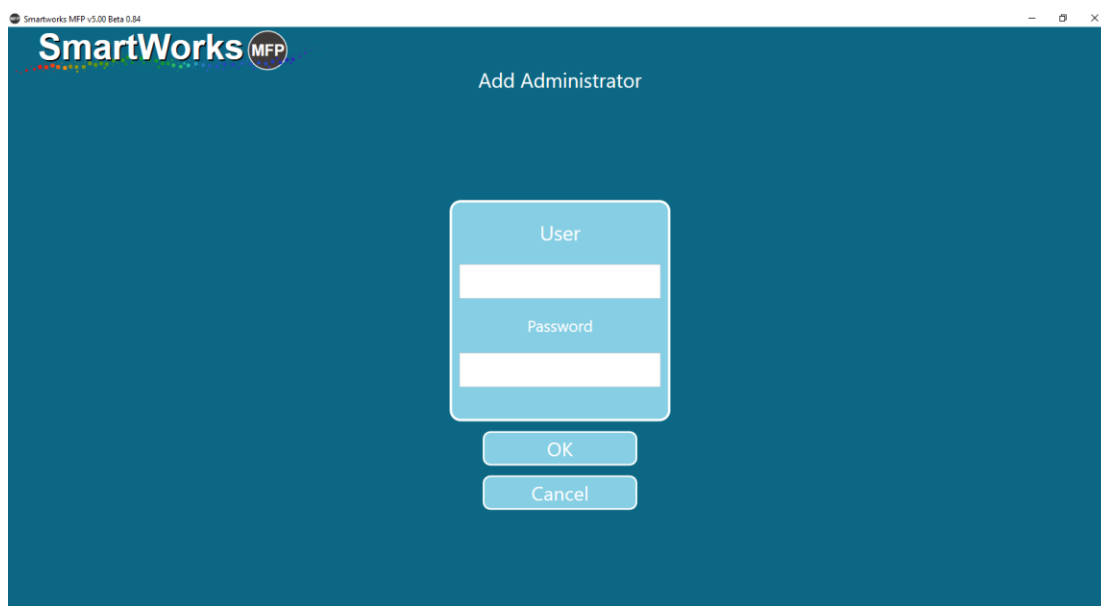 Smartworks MFP v5.00 Beta 0.84
SmartWorks MFP
Add Administrator
User
Password
OK
Cancel